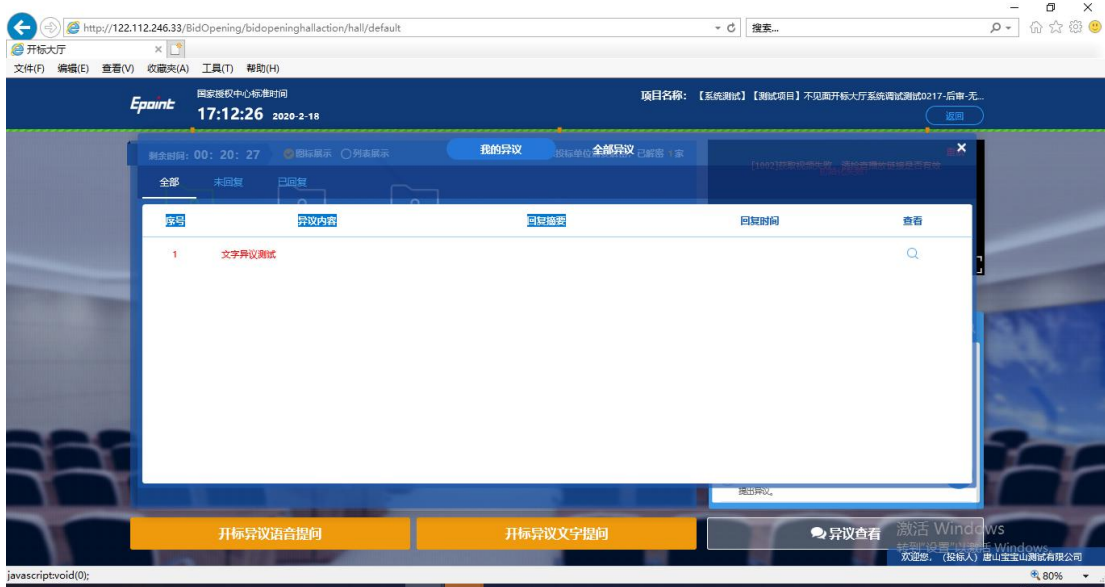 http://122.112.246.33/BidOpening/bidopeninghallaction/hall/default
搜索...
开标大厅
文件(F) 编辑(E) 查看(V) 收藏夹(A) 工具(T) 帮助(H)
Epoint
国家授权中心标准时间
17:12:26 2020-2-18
项目名称: 【系统测试】【测试项目】不见面开标大厅系统调试测试0217-后审-无...
返回
剩余时间: 00: 20: 27 图标展示 列表展示
我的异议 全部异议
已解密 1家
全部 未回复 已回复
序号 异议内容 回复摘要 回复时间 查看
1 文字异议测试
提出异议。
开标异议语音提问 开标异议文字提问 异议查看
激活 Windows
转到"设置"以激活 Windows。
欢迎您, (投标人) 唐山宝宝山测试有限公司
javascript:void(0);
80%